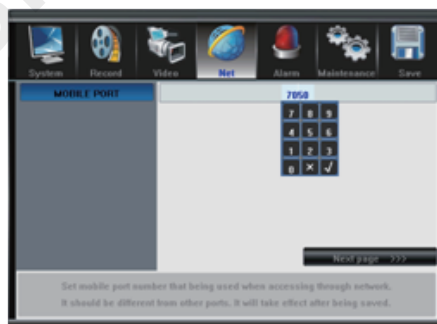 System Record Video Net Alarm Maintenance Save
MOBILE PORT 7050
7 8 9
4 5 6
1 2 3
0 × √
Next page >>>
Set mobile port number that being used when accessing through network.
It should be different from other ports. It will take effect after being saved.